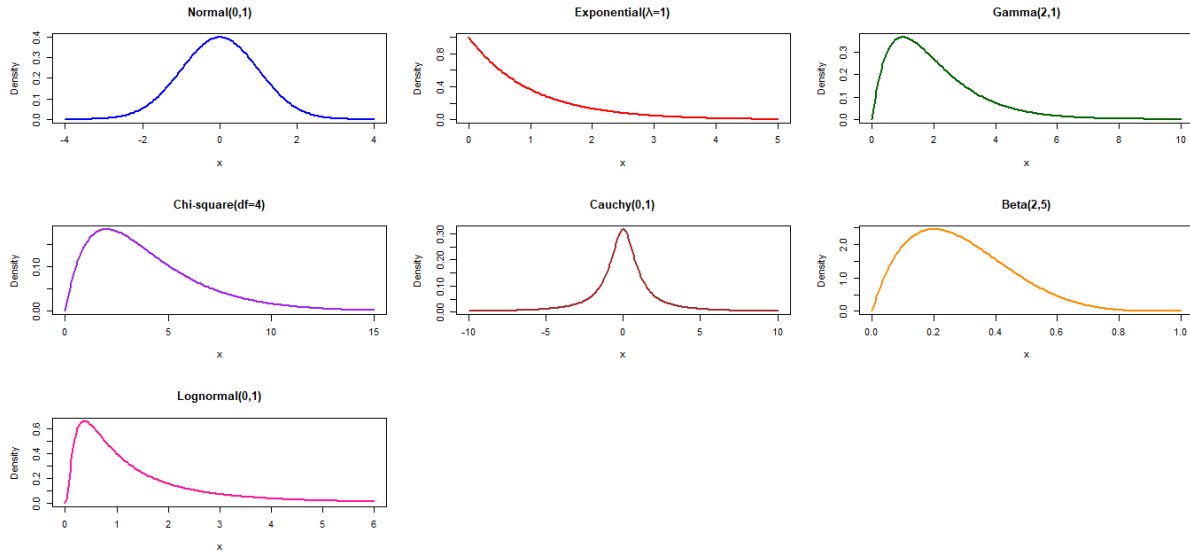 Normal(0,1)
Density
0.0 0.1 0.2 0.3 0.4
-4 -2 0 2 4
x
Exponential(λ=1)
Density
0.0 0.4 0.8
0 1 2 3 4 5
x
Gamma(2,1)
Density
0.0 0.1 0.2 0.3
0 2 4 6 8 10
x
Chi-square(df=4)
Density
0.00 0.10
0 5 10 15
x
Cauchy(0,1)
Density
0.00 0.10 0.20 0.30
-10 -5 0 5 10
x
Beta(2,5)
Density
0.0 1.0 2.0
0.0 0.2 0.4 0.6 0.8 1.0
x
Lognormal(0,1)
Density
0.0 0.2 0.4 0.6
0 1 2 3 4 5 6
x